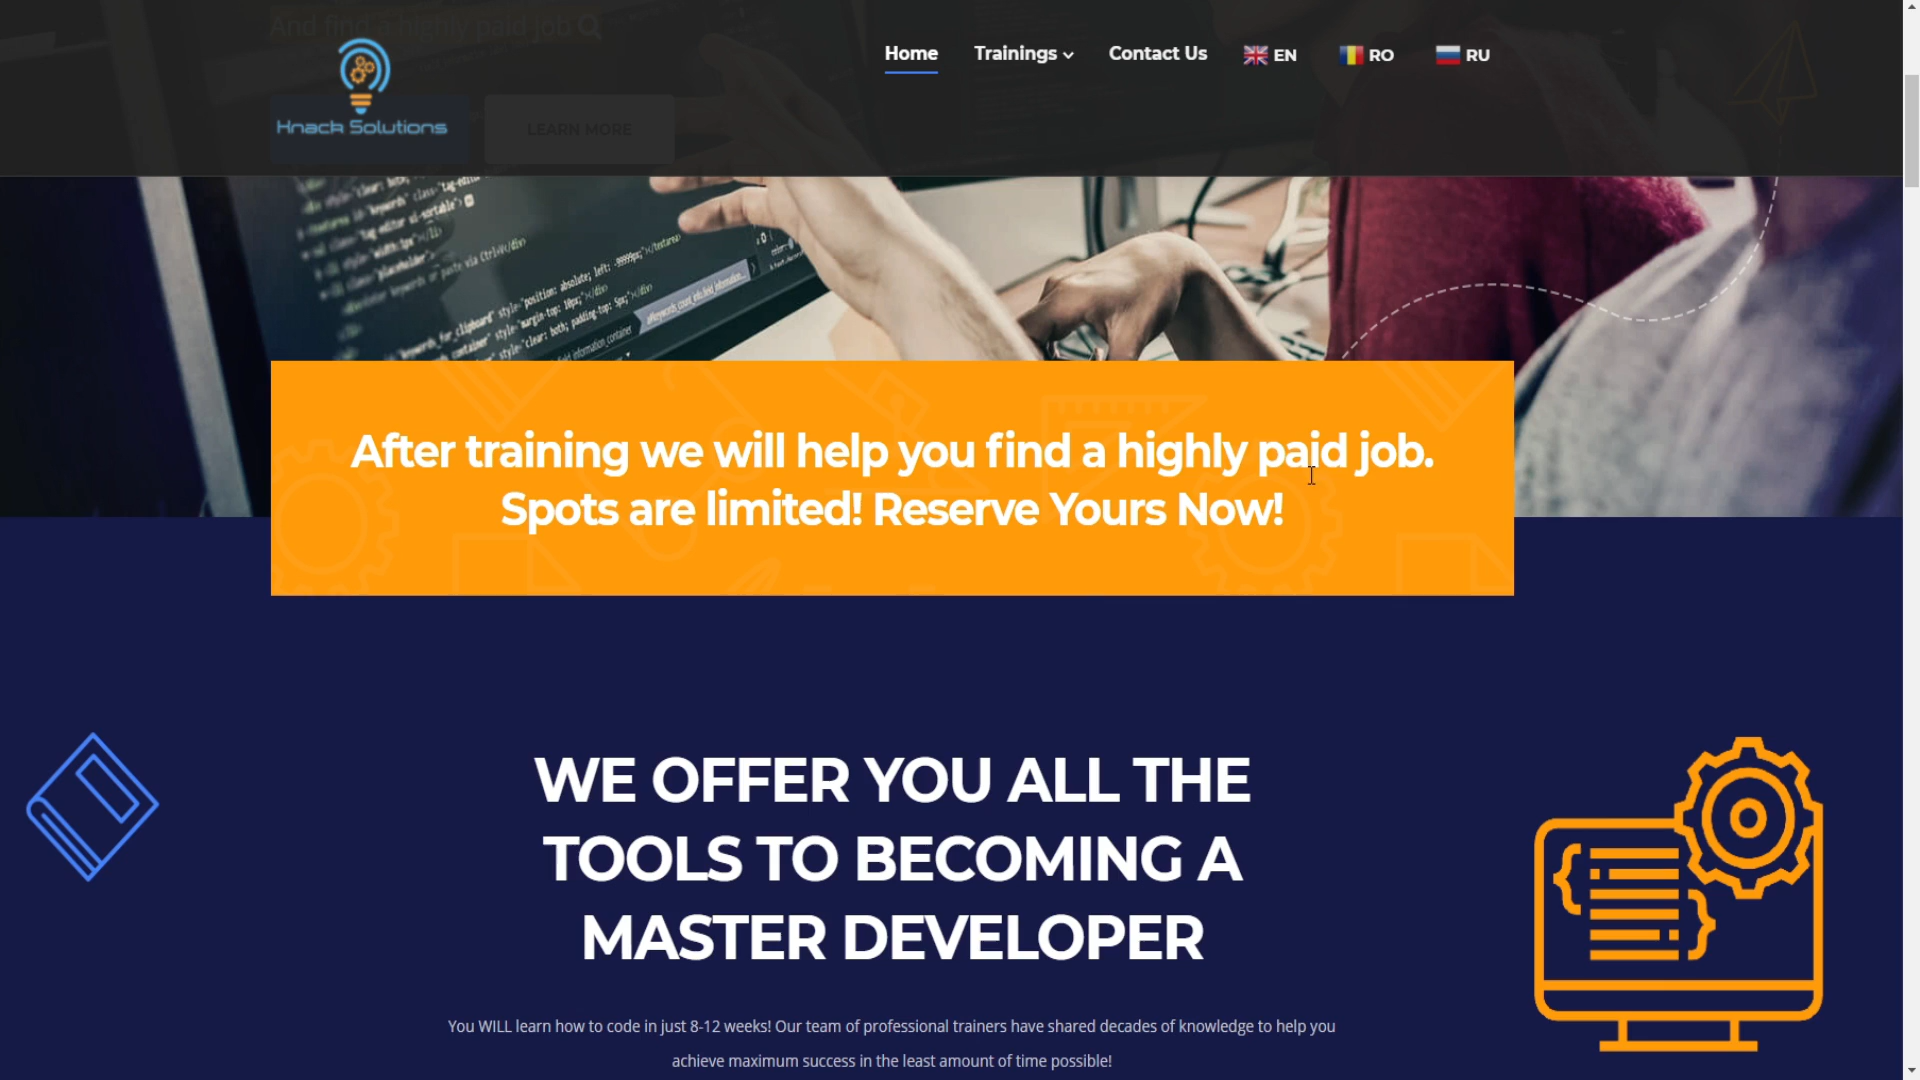 And find a highly paid job
Home
Trainings
Contact Us
EN
RO
RU
Knack Solutions
LEARN MORE
After training we will help you find a highly paid job.
Spots are limited! Reserve Yours Now!
WE OFFER YOU ALL THE
TOOLS TO BECOMING A
MASTER DEVELOPER
You WILL learn how to code in just 8-12 weeks! Our team of professional trainers have shared decades of knowledge to help you
achieve maximum success in the least amount of time possible!